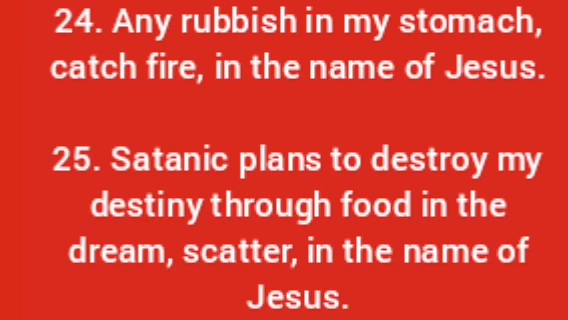 24. Any rubbish in my stomach,
catch fire, in the name of Jesus.
25. Satanic plans to destroy my
destiny through food in the
dream, scatter, in the name of
Jesus.